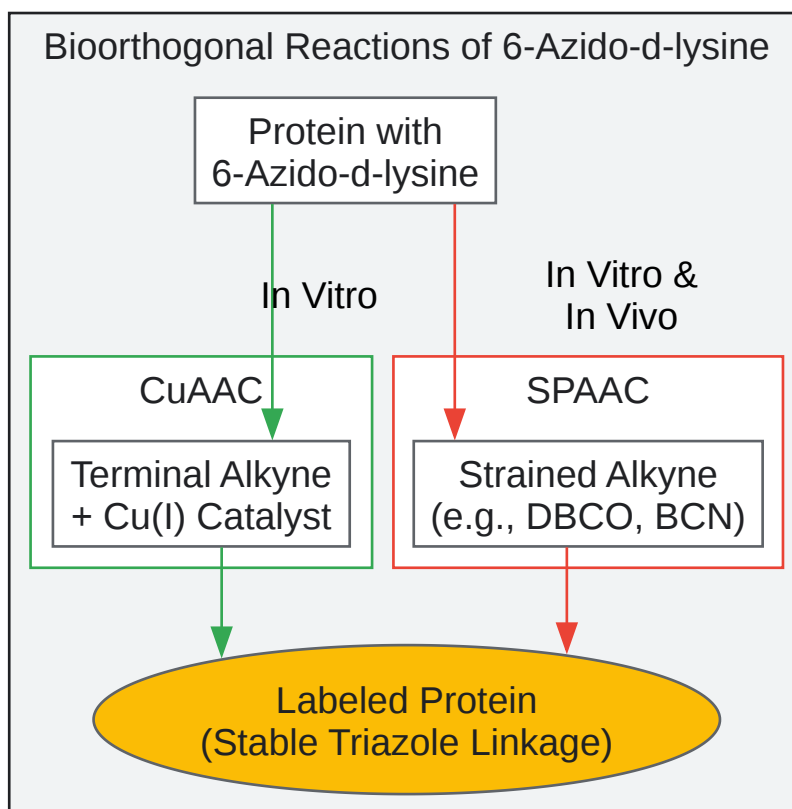 Bioorthogonal Reactions of 6-Azido-d-lysine
Protein with
6-Azido-d-lysine
In Vitro
In Vitro &
In Vivo
CuAAC
Terminal Alkyne
+ Cu(I) Catalyst
SPAAC
Strained Alkyne
(e.g., DBCO, BCN)
Labeled Protein
(Stable Triazole Linkage)